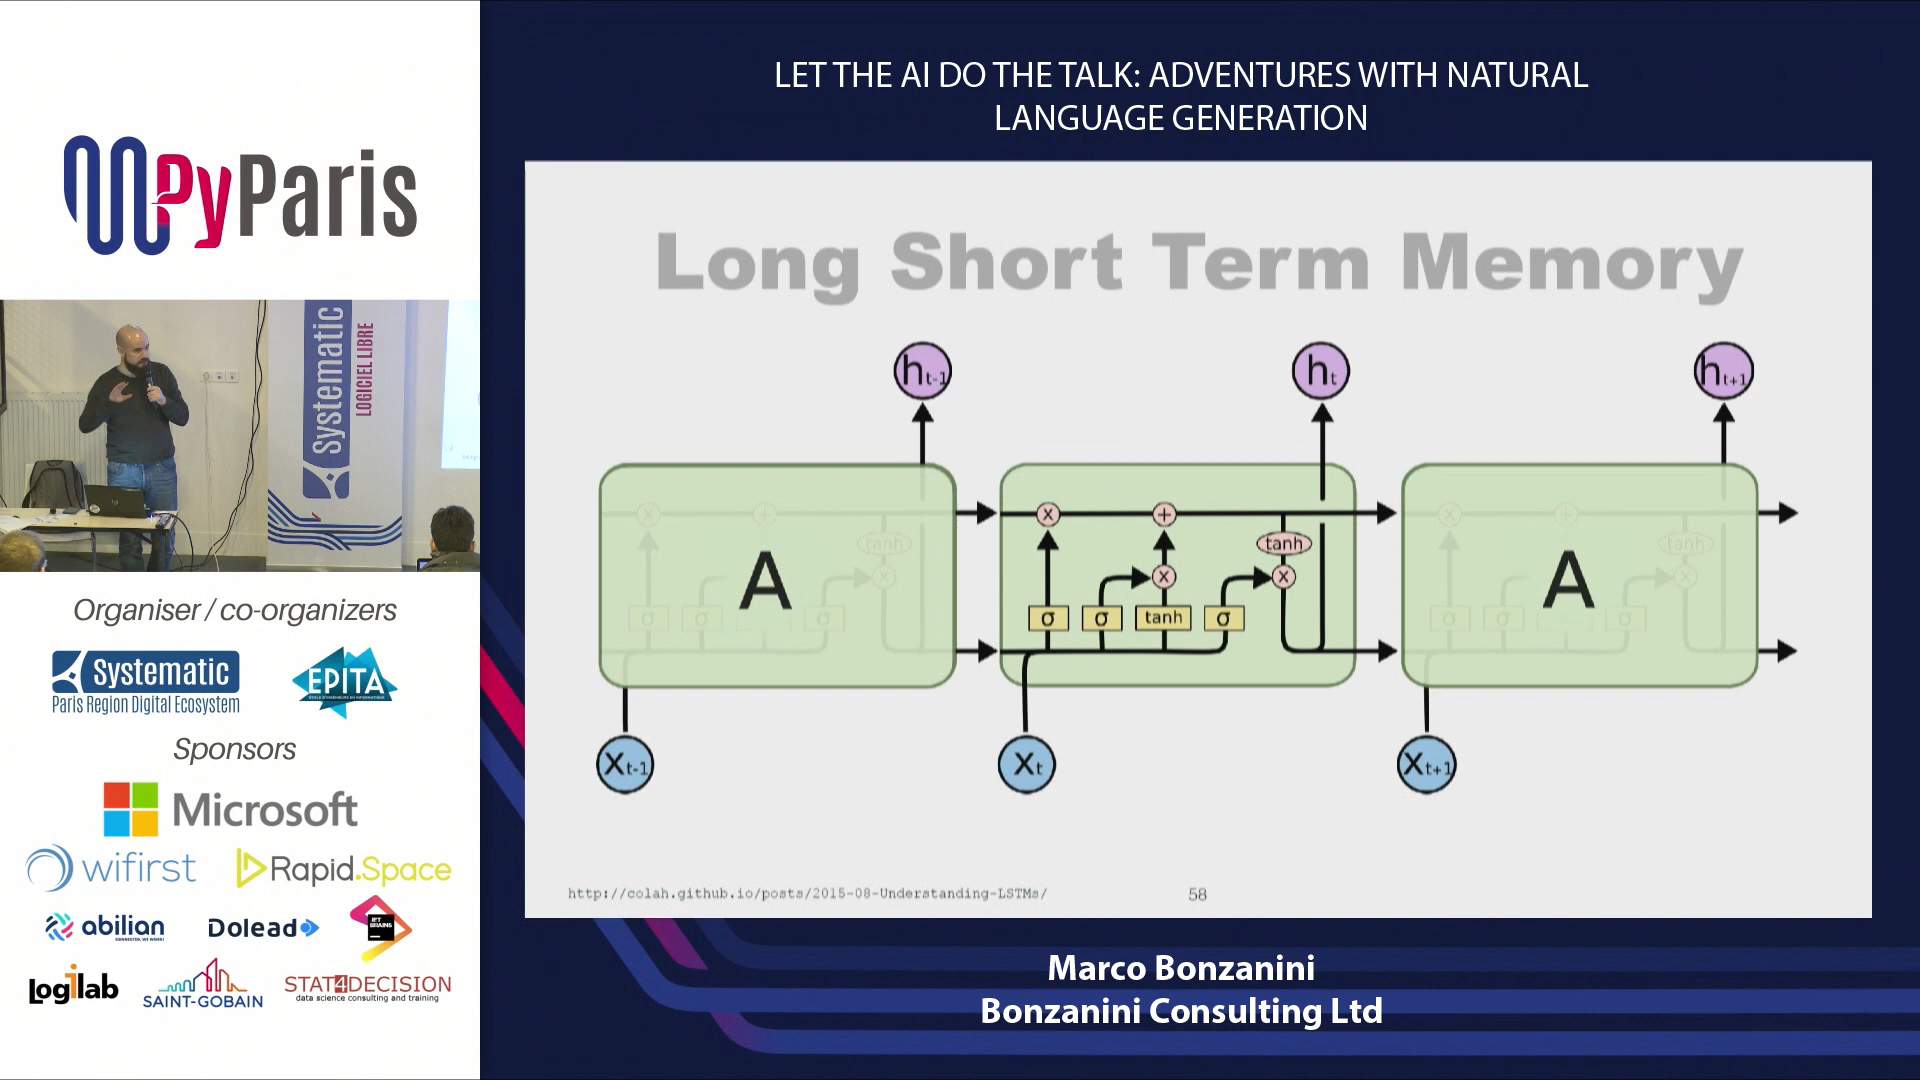 PyParis
Systematic
LOGICIEL LIBRE
Organiser / co-organizers
Systematic
Paris Region Digital Ecosystem
EPITA
Sponsors
Microsoft
wifirst
Rapid.Space
abilian
Dolead
JET
BRAINS
Logilab
SAINT-GOBAIN
STAT4DECISION
data science consulting and training
LET THE AI DO THE TALK: ADVENTURES WITH NATURAL
LANGUAGE GENERATION
Long Short Term Memory
ht-1
ht
ht+1
x
+
tanh
x
x
A
σ
σ
tanh
σ
A
Xt-1
Xt
Xt+1
http://colah.github.io/posts/2015-08-Understanding-LSTMs/
58
Marco Bonzanini
Bonzanini Consulting Ltd